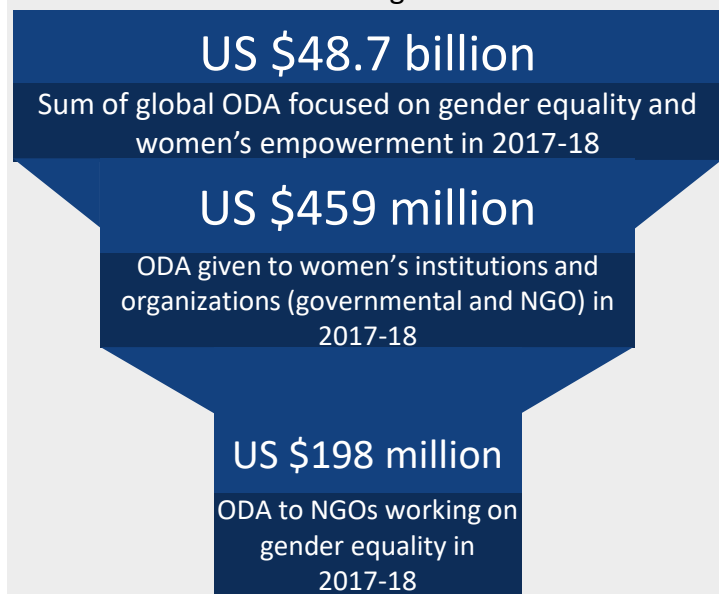 US $48.7 billion
Sum of global ODA focused on gender equality and
women’s empowerment in 2017-18
US $459 million
ODA given to women’s institutions and
organizations (governmental and NGO) in
2017-18
US $198 million
ODA to NGOs working on
gender equality in
2017-18